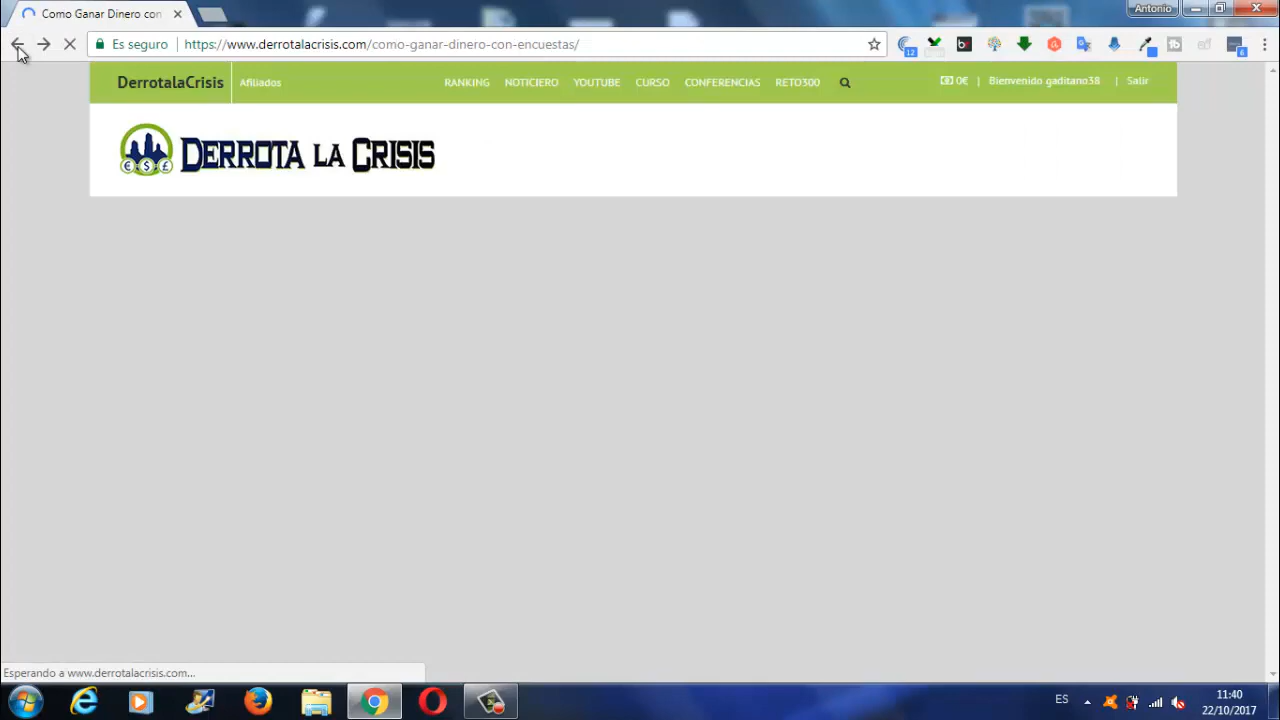 Como Ganar Dinero con
Antonio
Es seguro
https://www.derrotalacrisis.com/como-ganar-dinero-con-encuestas/
12
6
DerrotalaCrisis
Afiliados
RANKING NOTICIERO YOUTUBE CURSO CONFERENCIAS RETO300
0€ | Bienvenido gaditano38 | Salir
DERROTA LA CRISIS
Esperando a www.derrotalacrisis.com...
ES
11:40
22/10/2017